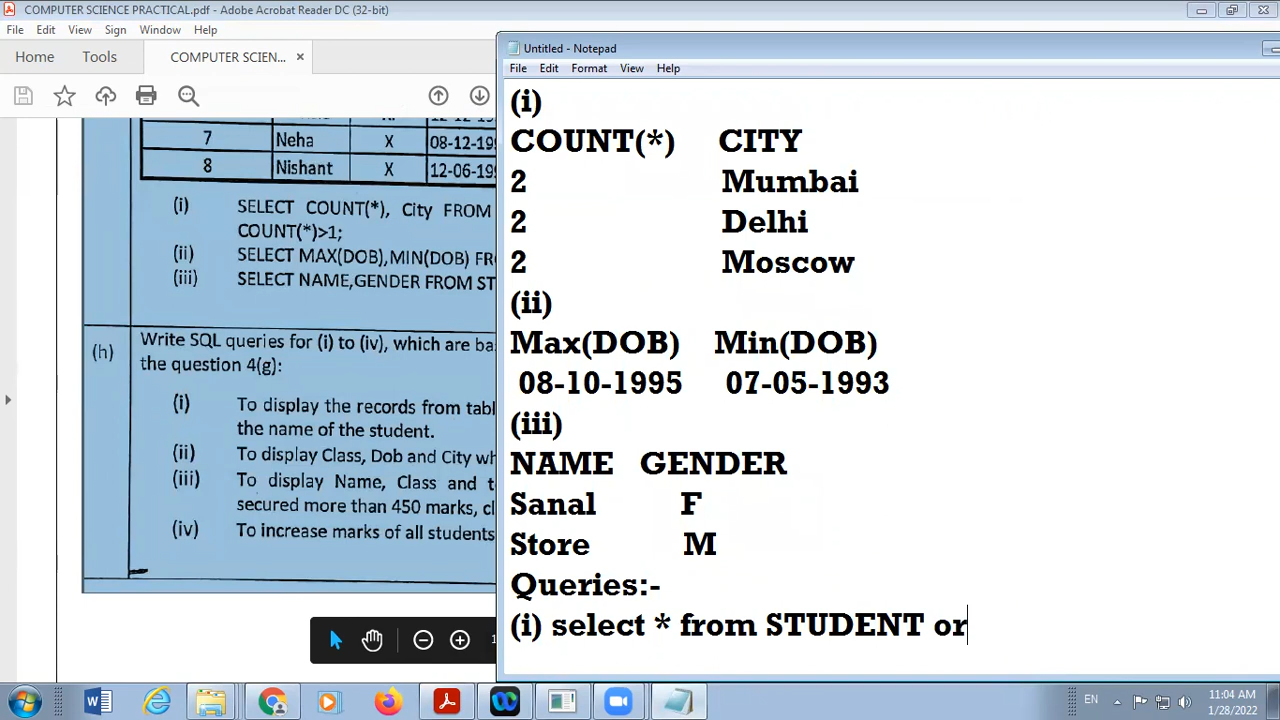 COMPUTER SCIENCE PRACTICAL.pdf - Adobe Acrobat Reader DC (32-bit)
File Edit View Sign Window Help
Home Tools COMPUTER SCIEN... ×
7 Neha X 08-12-19
8 Nishant X 12-06-19
(i) SELECT COUNT(*), City FROM
COUNT(*)>1;
(ii) SELECT MAX(DOB),MIN(DOB) FR
(iii) SELECT NAME,GENDER FROM ST
(h) Write SQL queries for (i) to (iv), which are ba
the question 4(g):
(i) To display the records from tabl
the name of the student.
(ii) To display Class, Dob and City wh
(iii) To display Name, Class and t
secured more than 450 marks, cl
(iv) To increase marks of all students
Untitled - Notepad
File Edit Format View Help
(i)
COUNT(*) CITY
2 Mumbai
2 Delhi
2 Moscow
(ii)
Max(DOB) Min(DOB)
08-10-1995 07-05-1993
(iii)
NAME GENDER
Sanal F
Store M
Queries:-
(i) select * from STUDENT or
EN 11:04 AM
1/28/2022